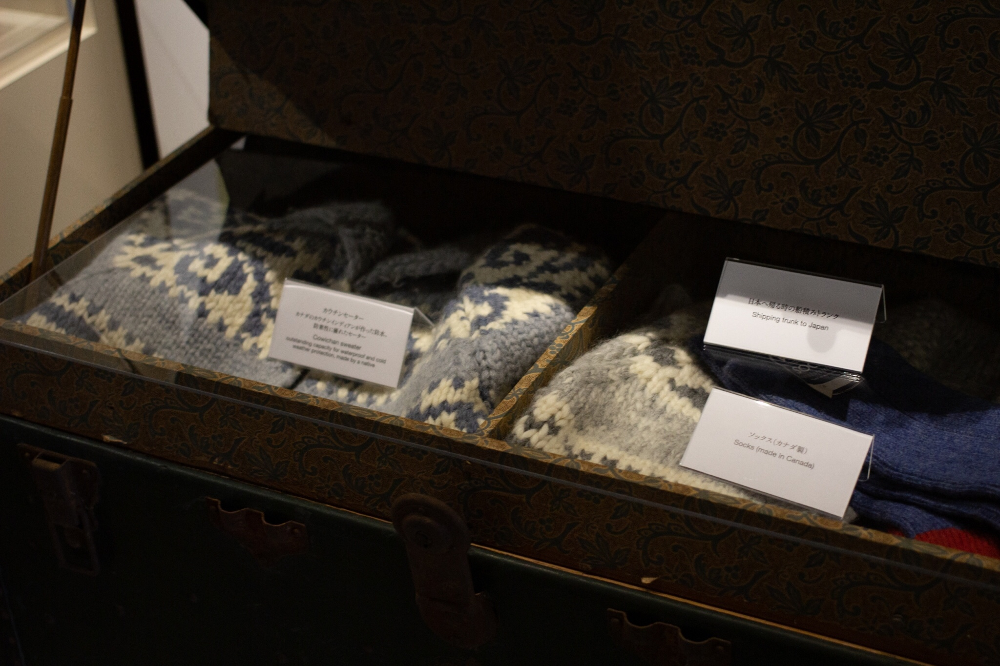 カウチンセーター
カナダのカウチンインディアンが作った防水、
防寒性に優れたセーター
Cowichan sweater
outstanding capacity for waterproof and cold
weather protection, made by a native
日本へ帰る時の船積みトランク
Shipping trunk to Japan
ソックス(カナダ製)
Socks (made in Canada)